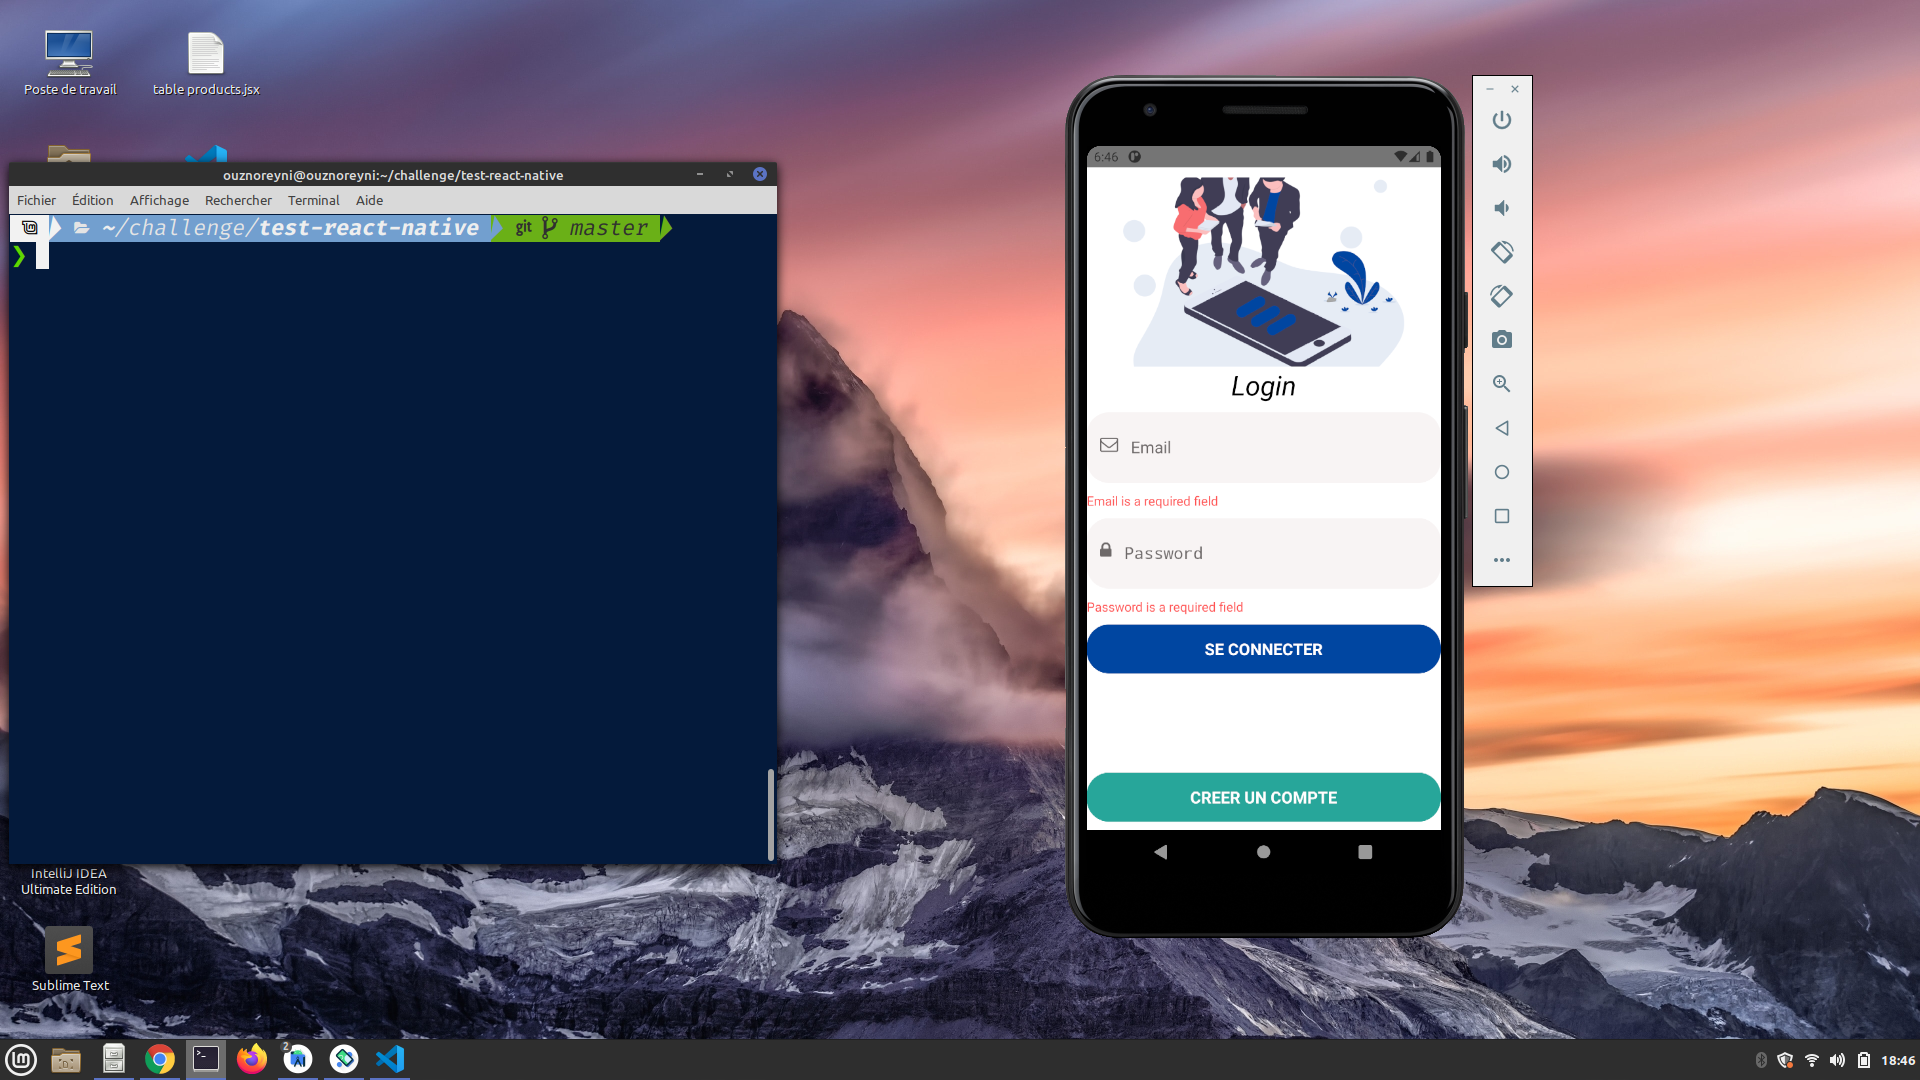 Poste de travail
table products.jsx
ouznoreyni@ouznoreyni:~/challenge/test-react-native
Fichier Édition Affichage Rechercher Terminal Aide
~/challenge/test-react-native git master
❯
IntelliJ IDEA
Ultimate Edition
Sublime Text
6:46
Login
Email
Email is a required field
Password
Password is a required field
SE CONNECTER
CREER UN COMPTE
2
18:46